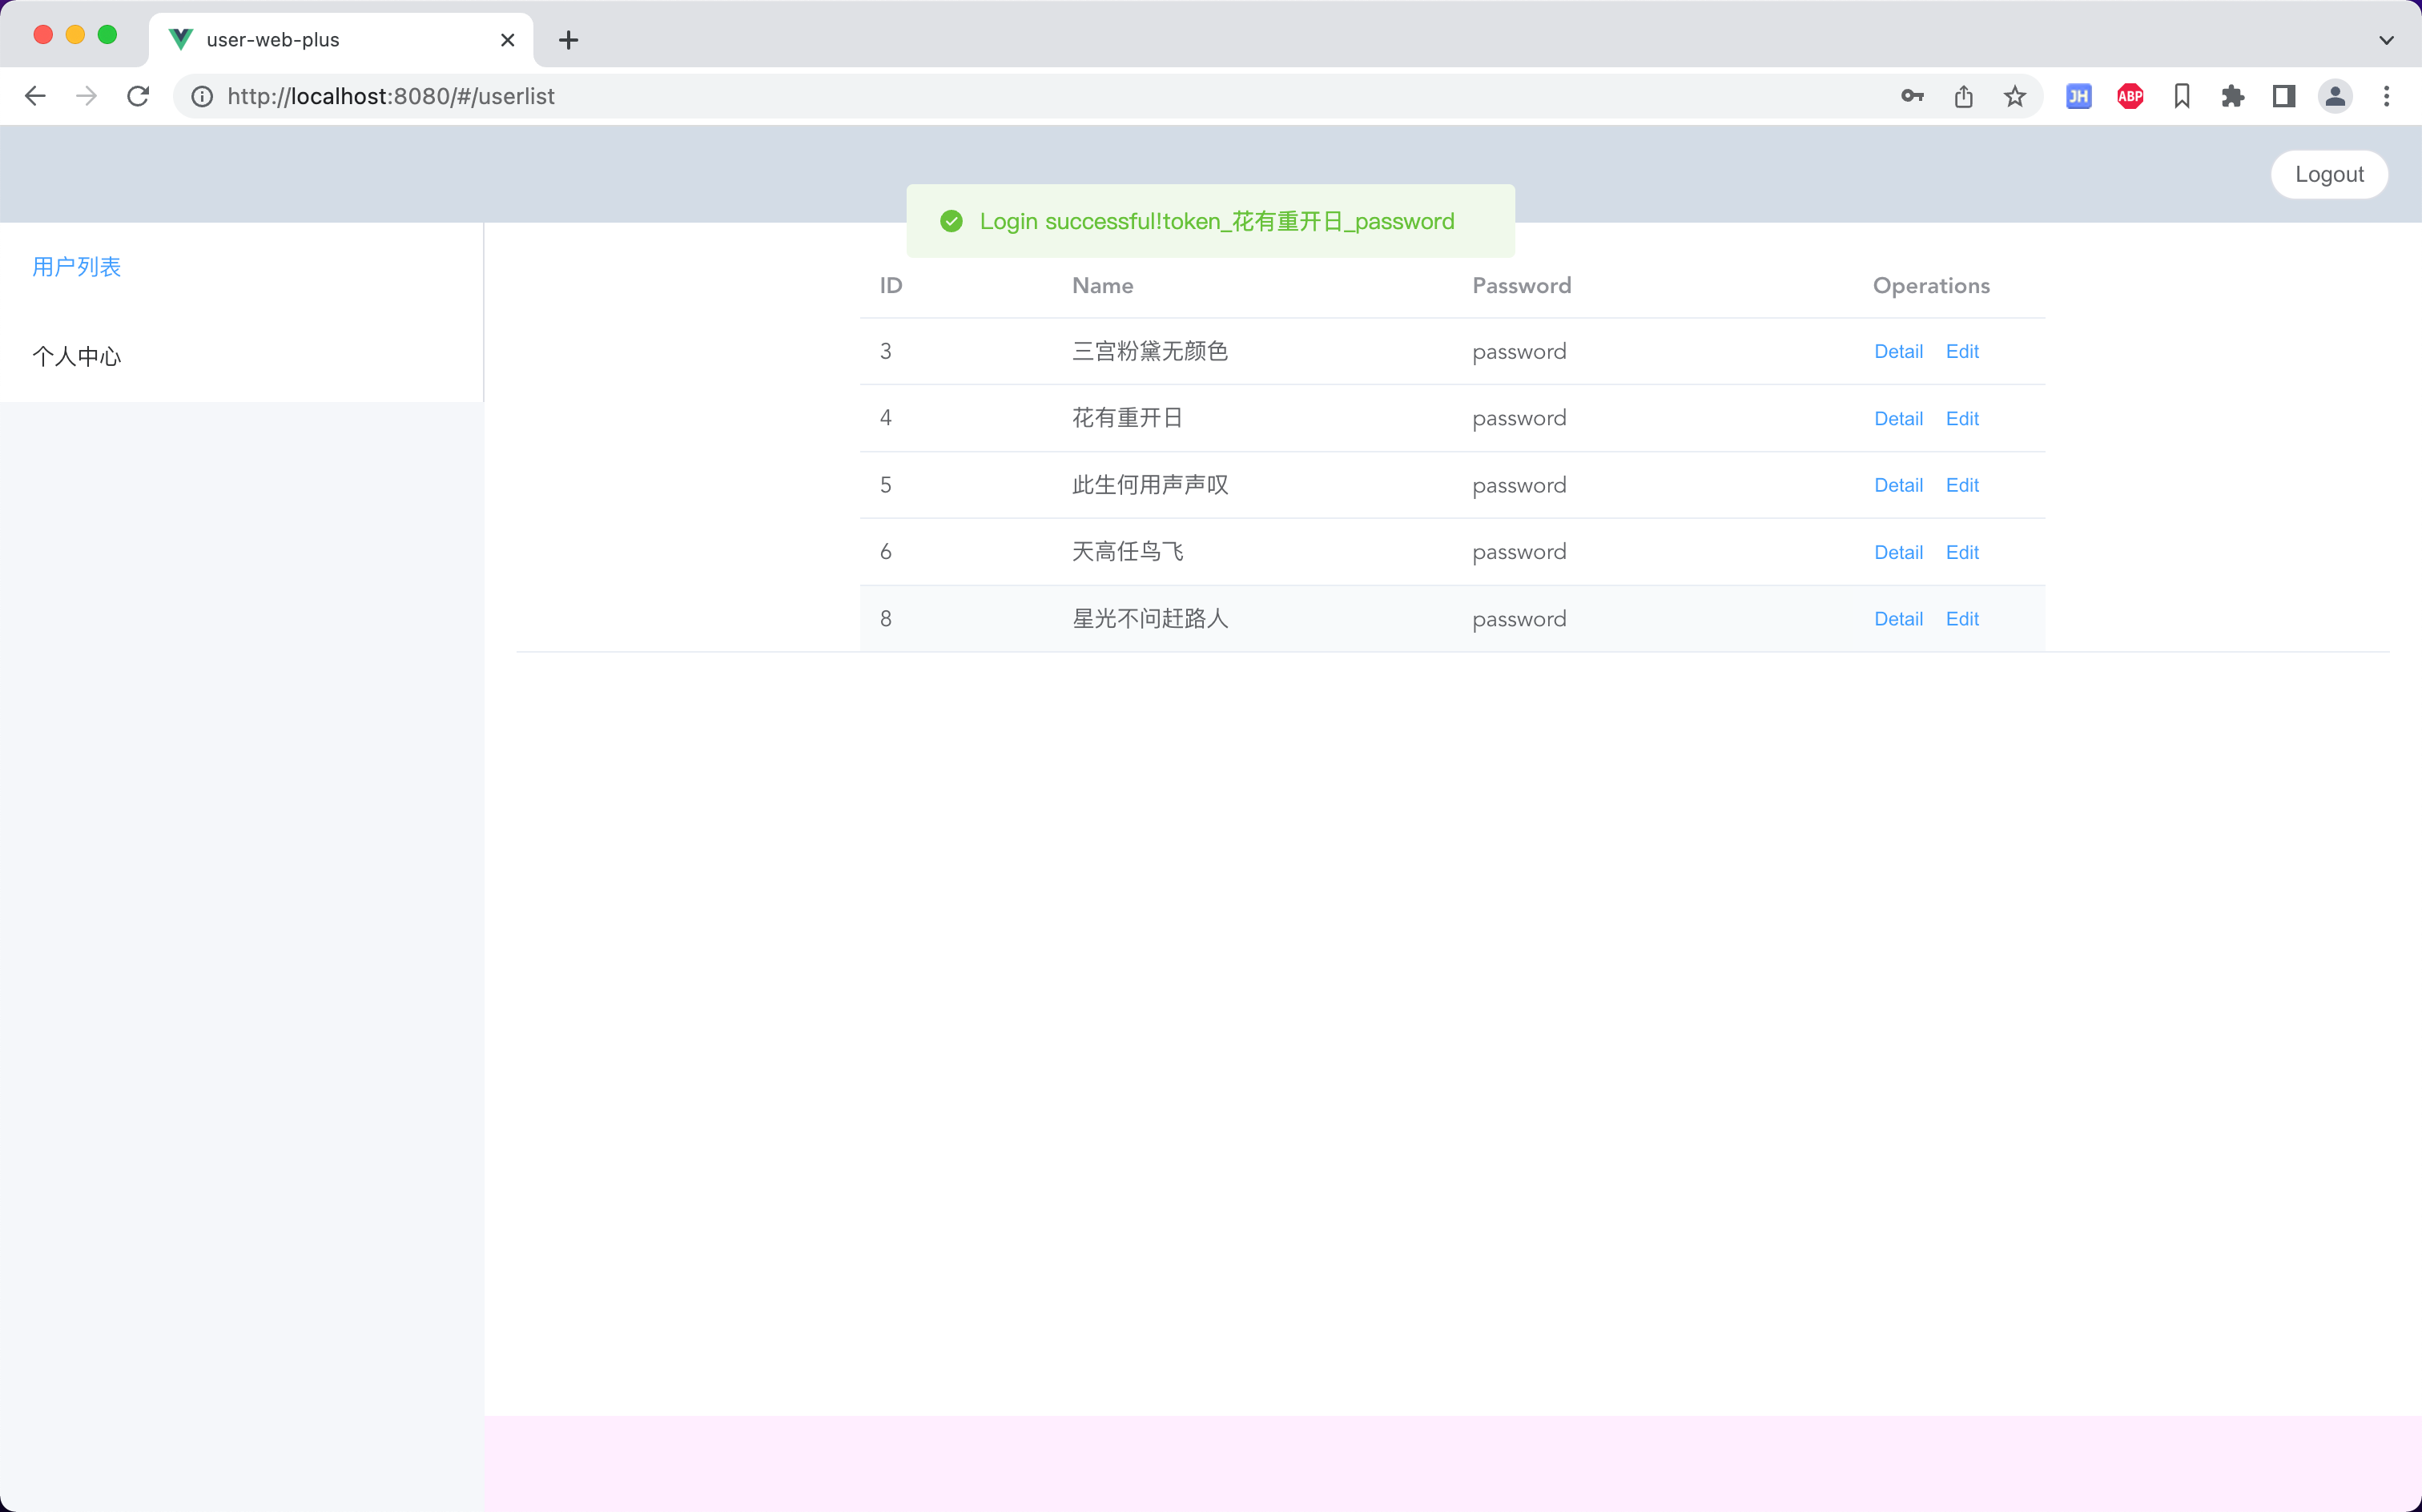 user-web-plus
http://localhost:8080/#/userlist
JH
ABP
Logout
Login successful!token_花有重开日_password
用户列表
个人中心
ID Name Password Operations
3 三宫粉黛无颜色 password Detail Edit
4 花有重开日 password Detail Edit
5 此生何用声声叹 password Detail Edit
6 天高任鸟飞 password Detail Edit
8 星光不问赶路人 password Detail Edit